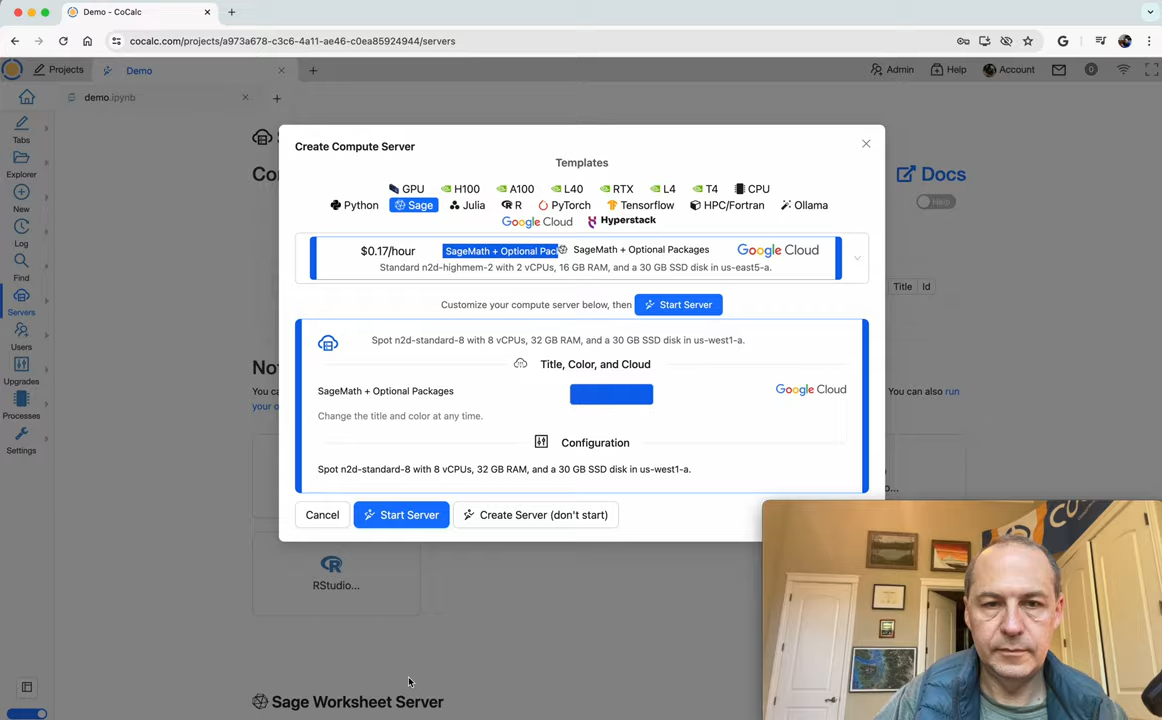 Demo - CoCalc
cocalc.com/projects/a973a678-c3c6-4a11-ae46-c0ea85924944/servers
Projects
Demo
Admin
Help
Account
0
demo.ipynb
Tabs
Explorer
New
Log
Find
Servers
Users
Upgrades
Processes
Settings
Docs
Help
Title Id
Create Compute Server
Templates
GPU H100 A100 L40 RTX L4 T4 CPU
Python Sage Julia R PyTorch Tensorflow HPC/Fortran Ollama
Google Cloud Hyperstack
$0.17/hour SageMath + Optional Pac SageMath + Optional Packages Google Cloud
Standard n2d-highmem-2 with 2 vCPUs, 16 GB RAM, and a 30 GB SSD disk in us-east5-a.
Customize your compute server below, then Start Server
Spot n2d-standard-8 with 8 vCPUs, 32 GB RAM, and a 30 GB SSD disk in us-west1-a.
Title, Color, and Cloud
SageMath + Optional Packages Google Cloud
Change the title and color at any time.
Configuration
Spot n2d-standard-8 with 8 vCPUs, 32 GB RAM, and a 30 GB SSD disk in us-west1-a.
Cancel Start Server Create Server (don't start)
You can also run
your
RStudio...
Sage Worksheet Server